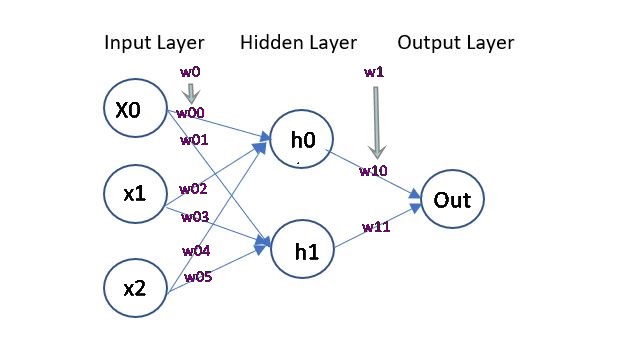 Input Layer Hidden Layer Output Layer
w0 w1
X0 w00
w01
h0
x1
w02
w10
w03
Out
w11
w04
h1
x2
w05